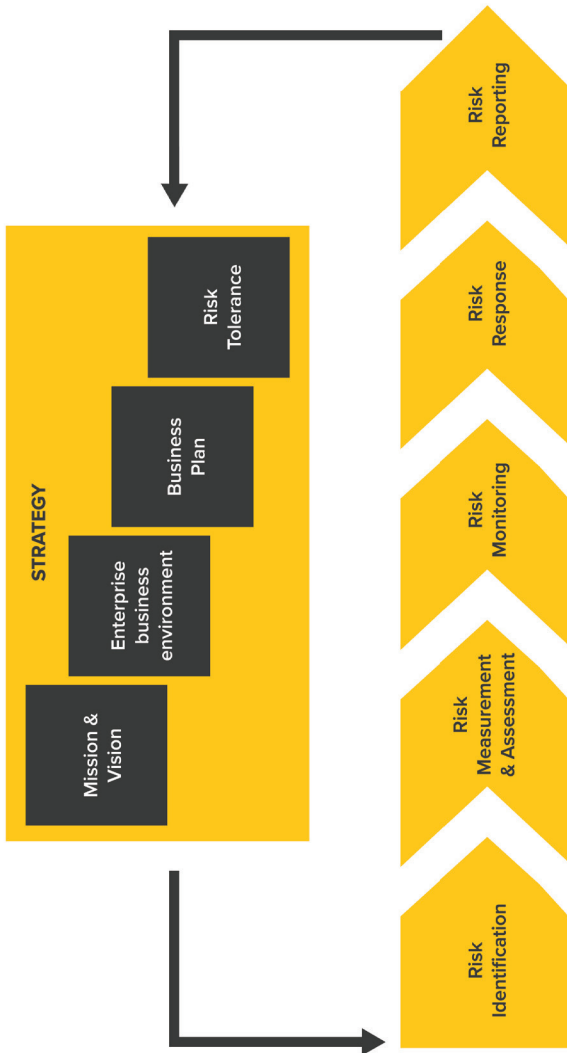 STRATEGY
Mission &
Vision
Enterprise
business
environment
Business
Plan
Risk
Tolerance
Risk
Identification
Risk
Measurement
& Assessment
Risk
Monitoring
Risk
Response
Risk
Reporting